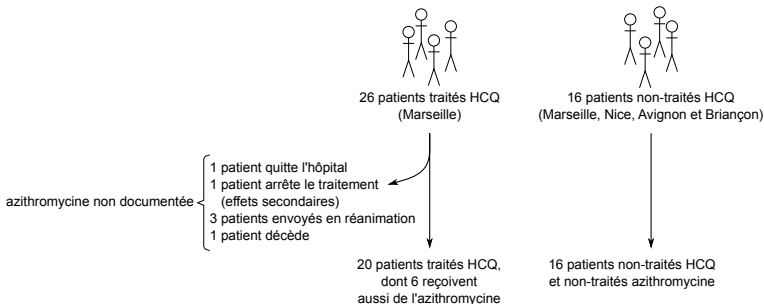 26 patients traités HCQ
(Marseille)
16 patients non-traités HCQ
(Marseille, Nice, Avignon et Briançon)
azithromycine non documentée
1 patient quitte l'hôpital
1 patient arrête le traitement
(effets secondaires)
3 patients envoyés en réanimation
1 patient décède
20 patients traités HCQ,
dont 6 reçoivent
aussi de l'azithromycine
16 patients non-traités HCQ
et non-traités azithromycine